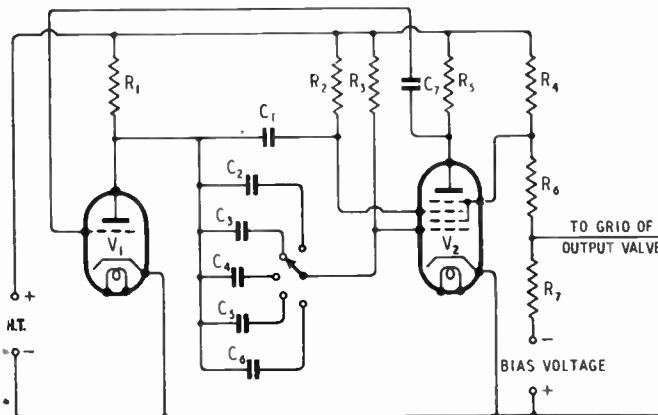 R₁
R₂
R₃
C₇
R₅
R₄
C₁
C₂
C₃
C₄
C₅
C₆
V₁
V₂
R₆
TO GRID OF
OUTPUT VALVE
R₇
+
H.T.
−
−
BIAS VOLTAGE
+